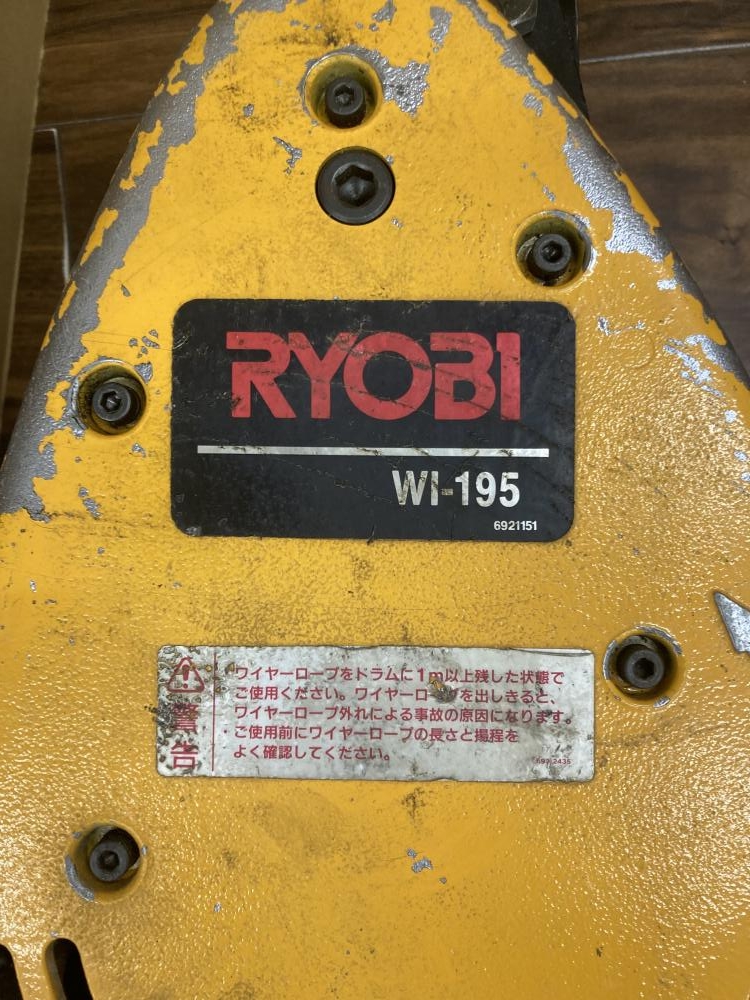 RYOBI
WI-195
6921151
警告
・ワイヤーロープをドラムに1m以上残した状態で
ご使用ください。ワイヤーロープを出しきると、
ワイヤーロープ外れによる事故の原因になります。
・ご使用前にワイヤーロープの長さと揚程を
よく確認してください。